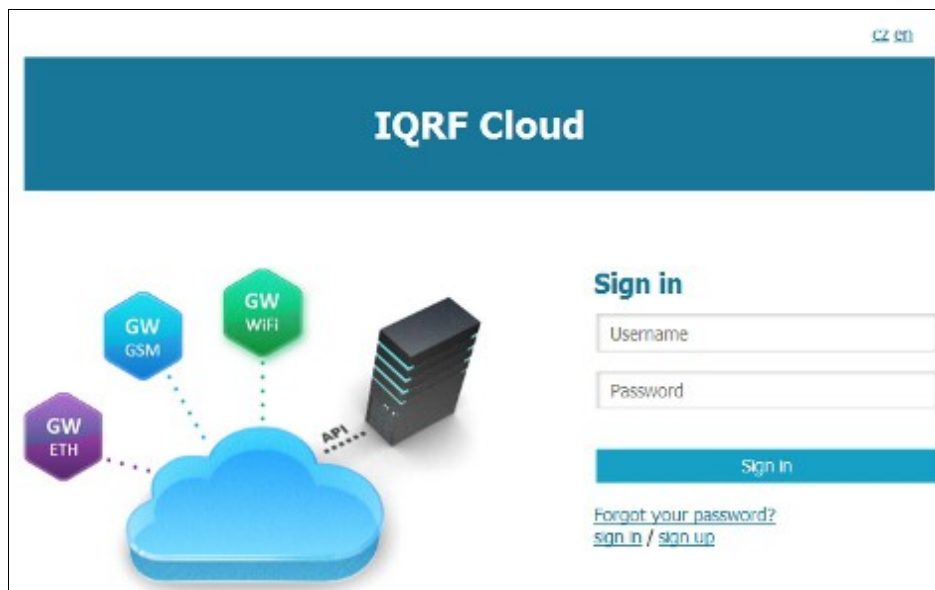 cz en
IQRF Cloud
GW
WiFi
GW
GSM
GW
ETH
API
Sign in
Username
Password
Sign in
Forgot your password?
sign in / sign up